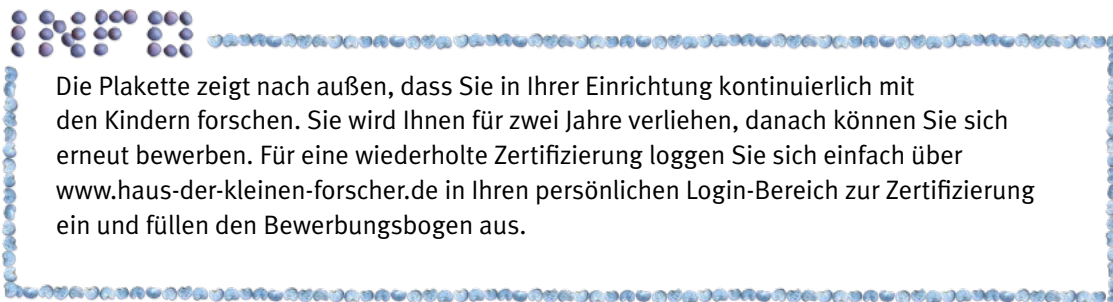 INFO
Die Plakette zeigt nach außen, dass Sie in Ihrer Einrichtung kontinuierlich mit
den Kindern forschen. Sie wird Ihnen für zwei Jahre verliehen, danach können Sie sich
erneut bewerben. Für eine wiederholte Zertifizierung loggen Sie sich einfach über
www.haus-der-kleinen-forscher.de in Ihren persönlichen Login-Bereich zur Zertifizierung
ein und füllen den Bewerbungsbogen aus.